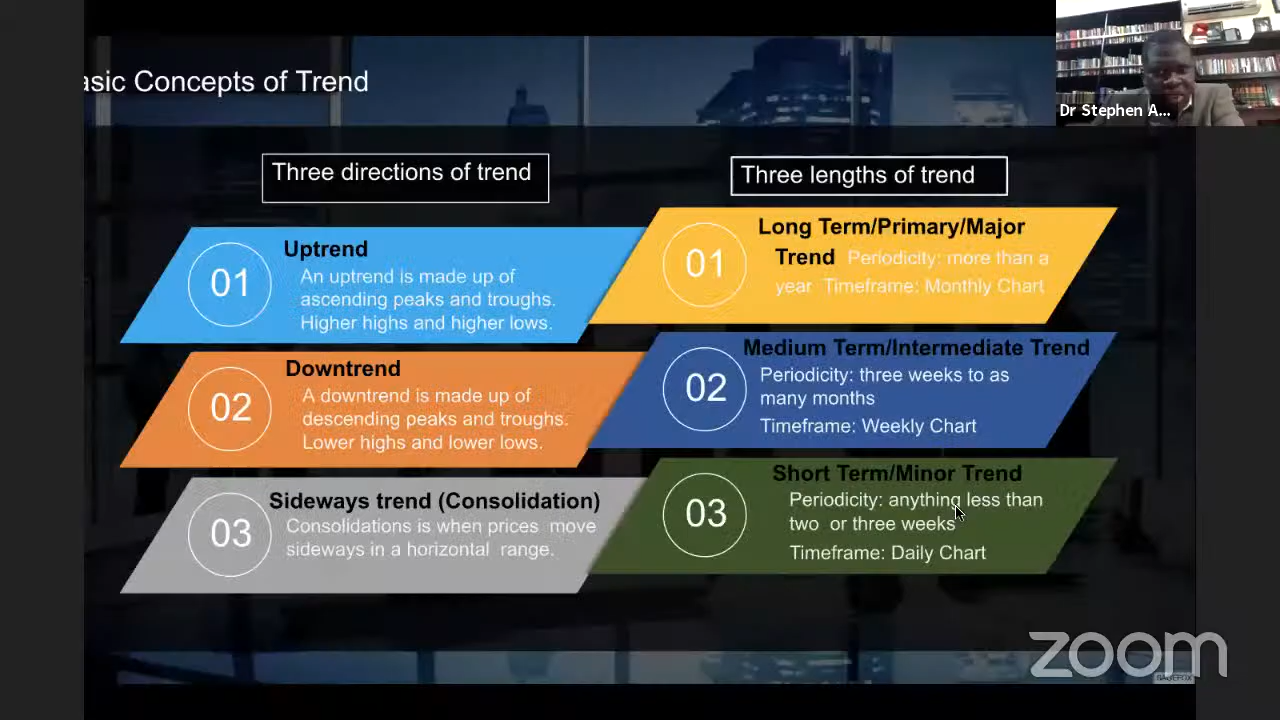 asic Concepts of Trend
Dr Stephen A...
Three directions of trend
01
Uptrend
An uptrend is made up of
ascending peaks and troughs.
Higher highs and higher lows.
02
Downtrend
A downtrend is made up of
descending peaks and troughs.
Lower highs and lower lows.
03
Sideways trend (Consolidation)
Consolidations is when prices move
sideways in a horizontal range.
Three lengths of trend
01
Long Term/Primary/Major
Trend Periodicity: more than a
year Timeframe: Monthly Chart
02
Medium Term/Intermediate Trend
Periodicity: three weeks to as
many months
Timeframe: Weekly Chart
03
Short Term/Minor Trend
Periodicity: anything less than
two or three weeks
Timeframe: Daily Chart
zoom